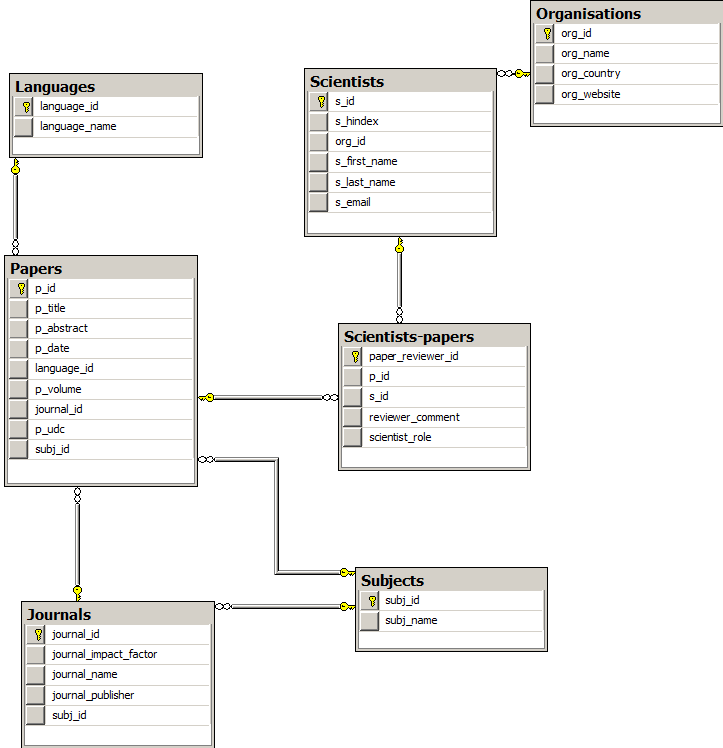 Organisations
org_id
org_name
org_country
org_website
Scientists
s_id
s_hindex
org_id
s_first_name
s_last_name
s_email
Languages
language_id
language_name
Papers
p_id
p_title
p_abstract
p_date
language_id
p_volume
journal_id
p_udc
subj_id
Scientists-papers
paper_reviewer_id
p_id
s_id
reviewer_comment
scientist_role
Subjects
subj_id
subj_name
Journals
journal_id
journal_impact_factor
journal_name
journal_publisher
subj_id